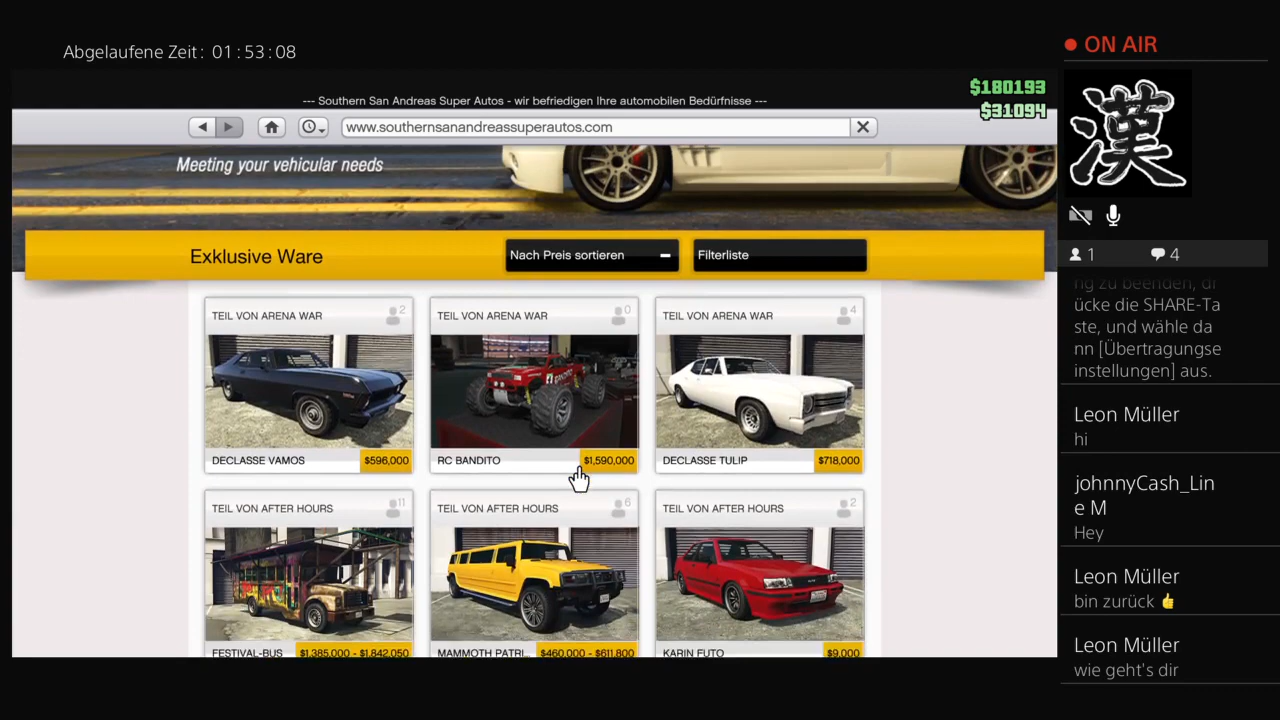 Abgelaufene Zeit: 01:53:08
ON AIR
$180193
$31094
--- Southern San Andreas Super Autos - wir befriedigen Ihre automobilen Bedürfnisse ---
www.southernsanandreassuperautos.com
漢
Meeting your vehicular needs
Exklusive Ware
Nach Preis sortieren
Filterliste
1
4
TEIL VON ARENA WAR
2
TEIL VON ARENA WAR
0
TEIL VON ARENA WAR
4
BANDITO
DECLASSE VAMOS
$596,000
RC BANDITO
$1,590,000
DECLASSE TULIP
$718,000
TEIL VON AFTER HOURS
11
TEIL VON AFTER HOURS
6
TEIL VON AFTER HOURS
2
FESTIVAL-BUS
$1,385,000 - $1,842,050
MAMMOTH PATRI...
$460,000 - $611,800
KARIN FUTO
$9,000
ng zu beenden, dr
ücke die SHARE-Ta
ste, und wähle da
nn [Übertragungse
instellungen] aus.
Leon Müller
hi
johnnyCash_Lin
e M
Hey
Leon Müller
bin zurück 👍
Leon Müller
wie geht's dir